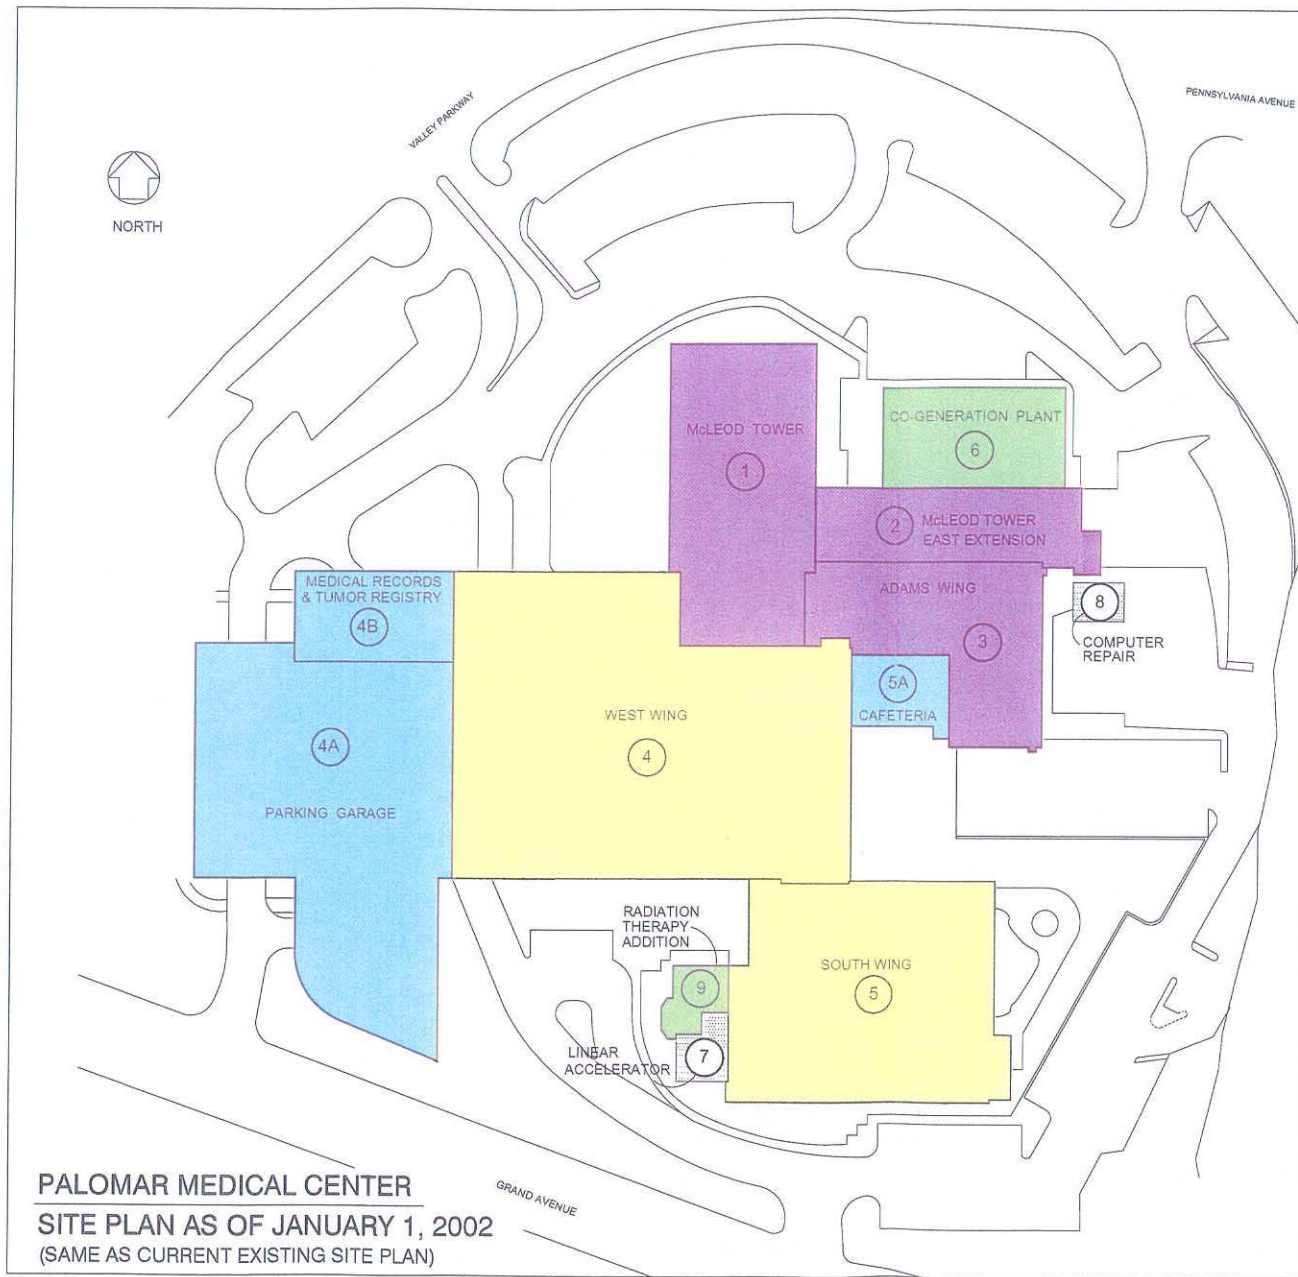 PENNSYLVANIA AVENUE
VALLEY PARKWAY
NORTH
McLEOD TOWER
1
CO-GENERATION PLANT
6
2
McLEOD TOWER
EAST EXTENSION
MEDICAL RECORDS
& TUMOR REGISTRY
4B
ADAMS WING
3
8
COMPUTER
REPAIR
5A
CAFETERIA
WEST WING
4
4A
PARKING GARAGE
RADIATION
THERAPY
ADDITION
9
SOUTH WING
5
LINEAR
ACCELERATOR
7
PALOMAR MEDICAL CENTER
SITE PLAN AS OF JANUARY 1, 2002
(SAME AS CURRENT EXISTING SITE PLAN)
GRAND AVENUE